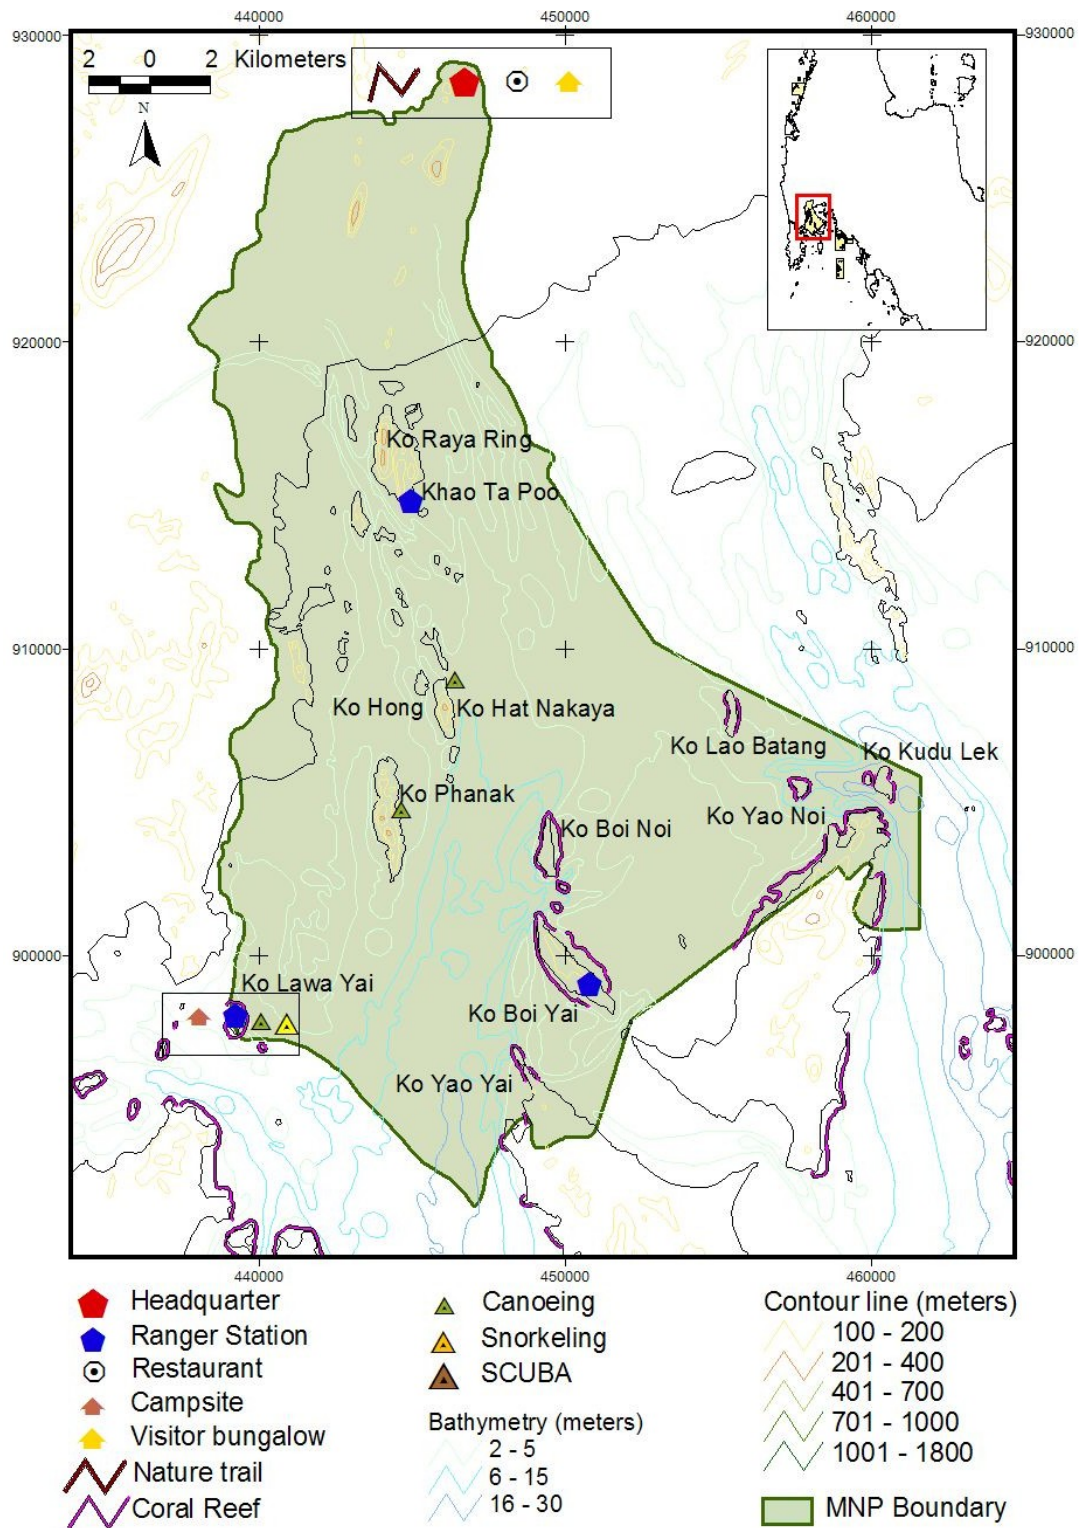 440000 450000 460000
930000 930000
2 0 2 Kilometers
N
920000 920000
Ko Raya Ring
Khao Ta Poo
910000 910000
Ko Hong Ko Hat Nakaya
Ko Lao Batang Ko Kudu Lek
Ko Phanak
Ko Yao Noi
Ko Boi Noi
900000 900000
Ko Lawa Yai
Ko Boi Yai
Ko Yao Yai
440000 450000 460000
Headquarter
Ranger Station
Restaurant
Campsite
Visitor bungalow
Nature trail
Coral Reef
Canoeing
Snorkeling
SCUBA
Bathymetry (meters)
2 - 5
6 - 15
16 - 30
Contour line (meters)
100 - 200
201 - 400
401 - 700
701 - 1000
1001 - 1800
MNP Boundary